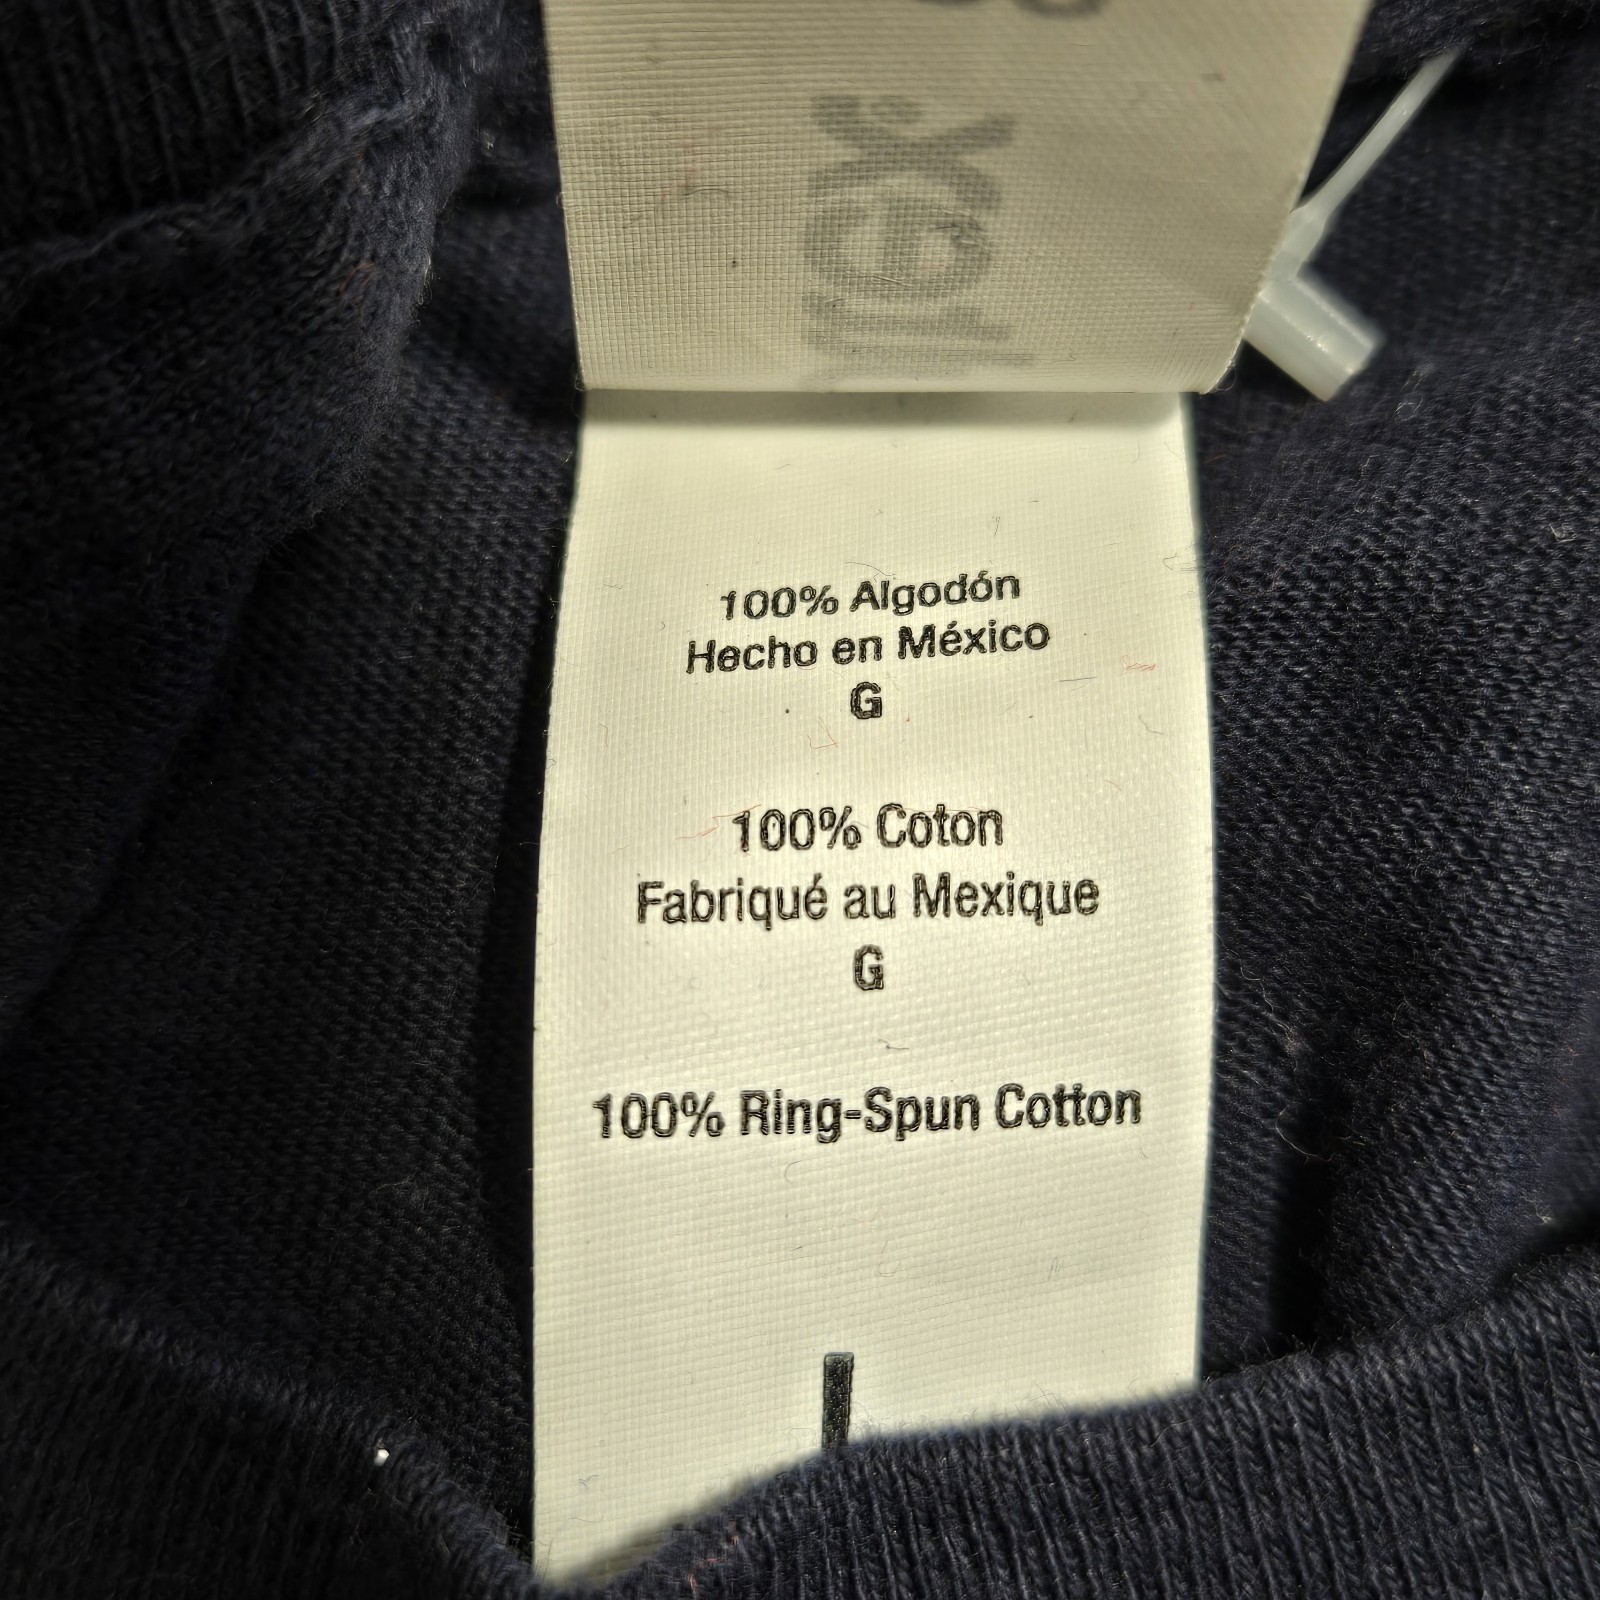 100% Algodón
Hecho en México
G
100% Coton
Fabriqué au Mexique
G
100% Ring-Spun Cotton